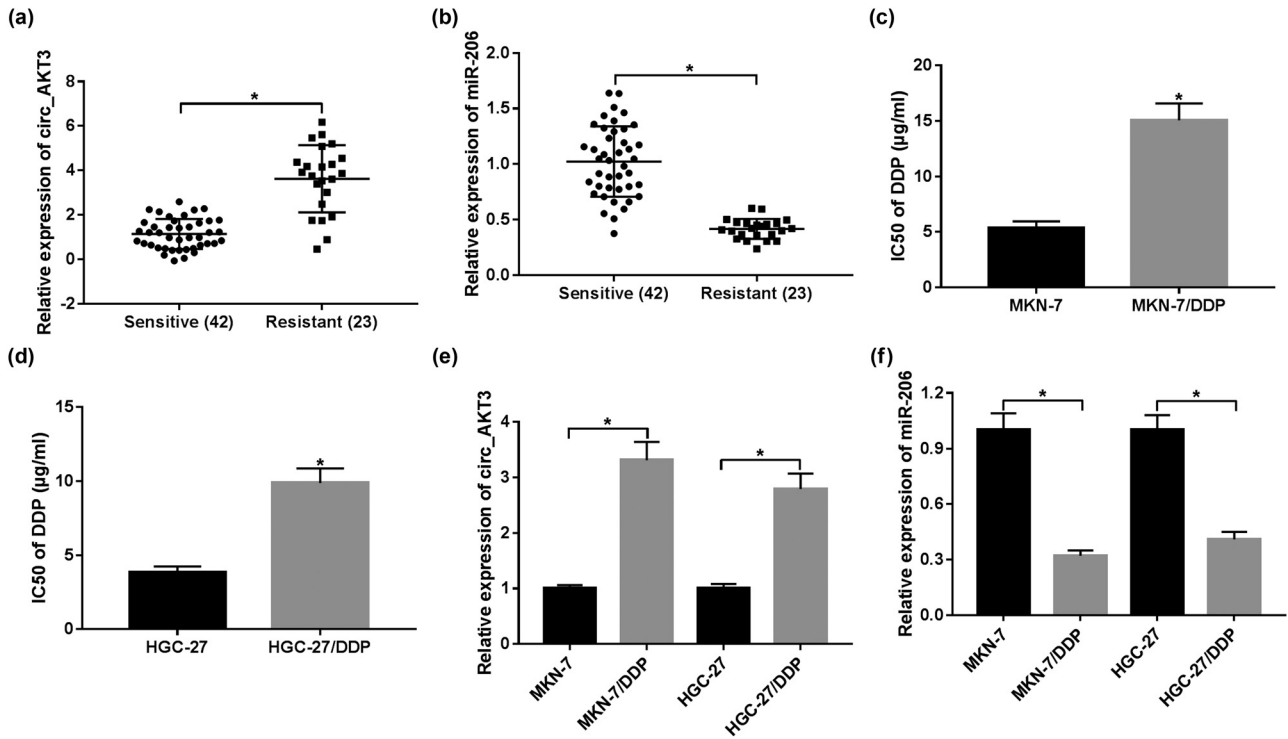 (a)
Relative expression of circ_AKT3
8
6
4
2
0
-2
*
Sensitive (42)
Resistant (23)
(b)
Relative expression of miR-206
2.0
1.5
1.0
0.5
0.0
*
Sensitive (42)
Resistant (23)
(c)
IC50 of DDP (μg/ml)
20
15
10
5
0
*
MKN-7
MKN-7/DDP
(d)
IC50 of DDP (μg/ml)
15
10
5
0
*
HGC-27
HGC-27/DDP
(e)
Relative expression of circ_AKT3
4
3
2
1
0
*
*
MKN-7
MKN-7/DDP
HGC-27
HGC-27/DDP
(f)
Relative expression of miR-206
1.2
0.9
0.6
0.3
0.0
*
*
MKN-7
MKN-7/DDP
HGC-27
HGC-27/DDP